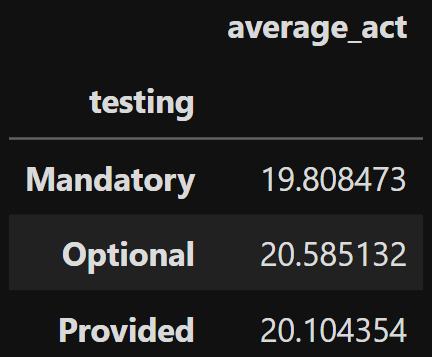 average_act
testing
Mandatory 19.808473
Optional 20.585132
Provided 20.104354